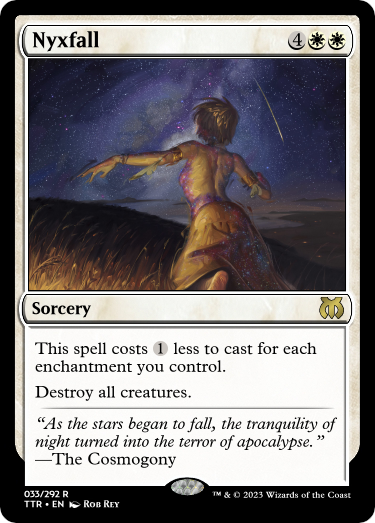 Nyxfall 4
Sorcery
This spell costs 1 less to cast for each
enchantment you control.
Destroy all creatures.
“As the stars began to fall, the tranquility of
night turned into the terror of apocalypse.”
—The Cosmogony
033/292 R
TTR • EN Rob Rey ™ & © 2023 Wizards of the Coast